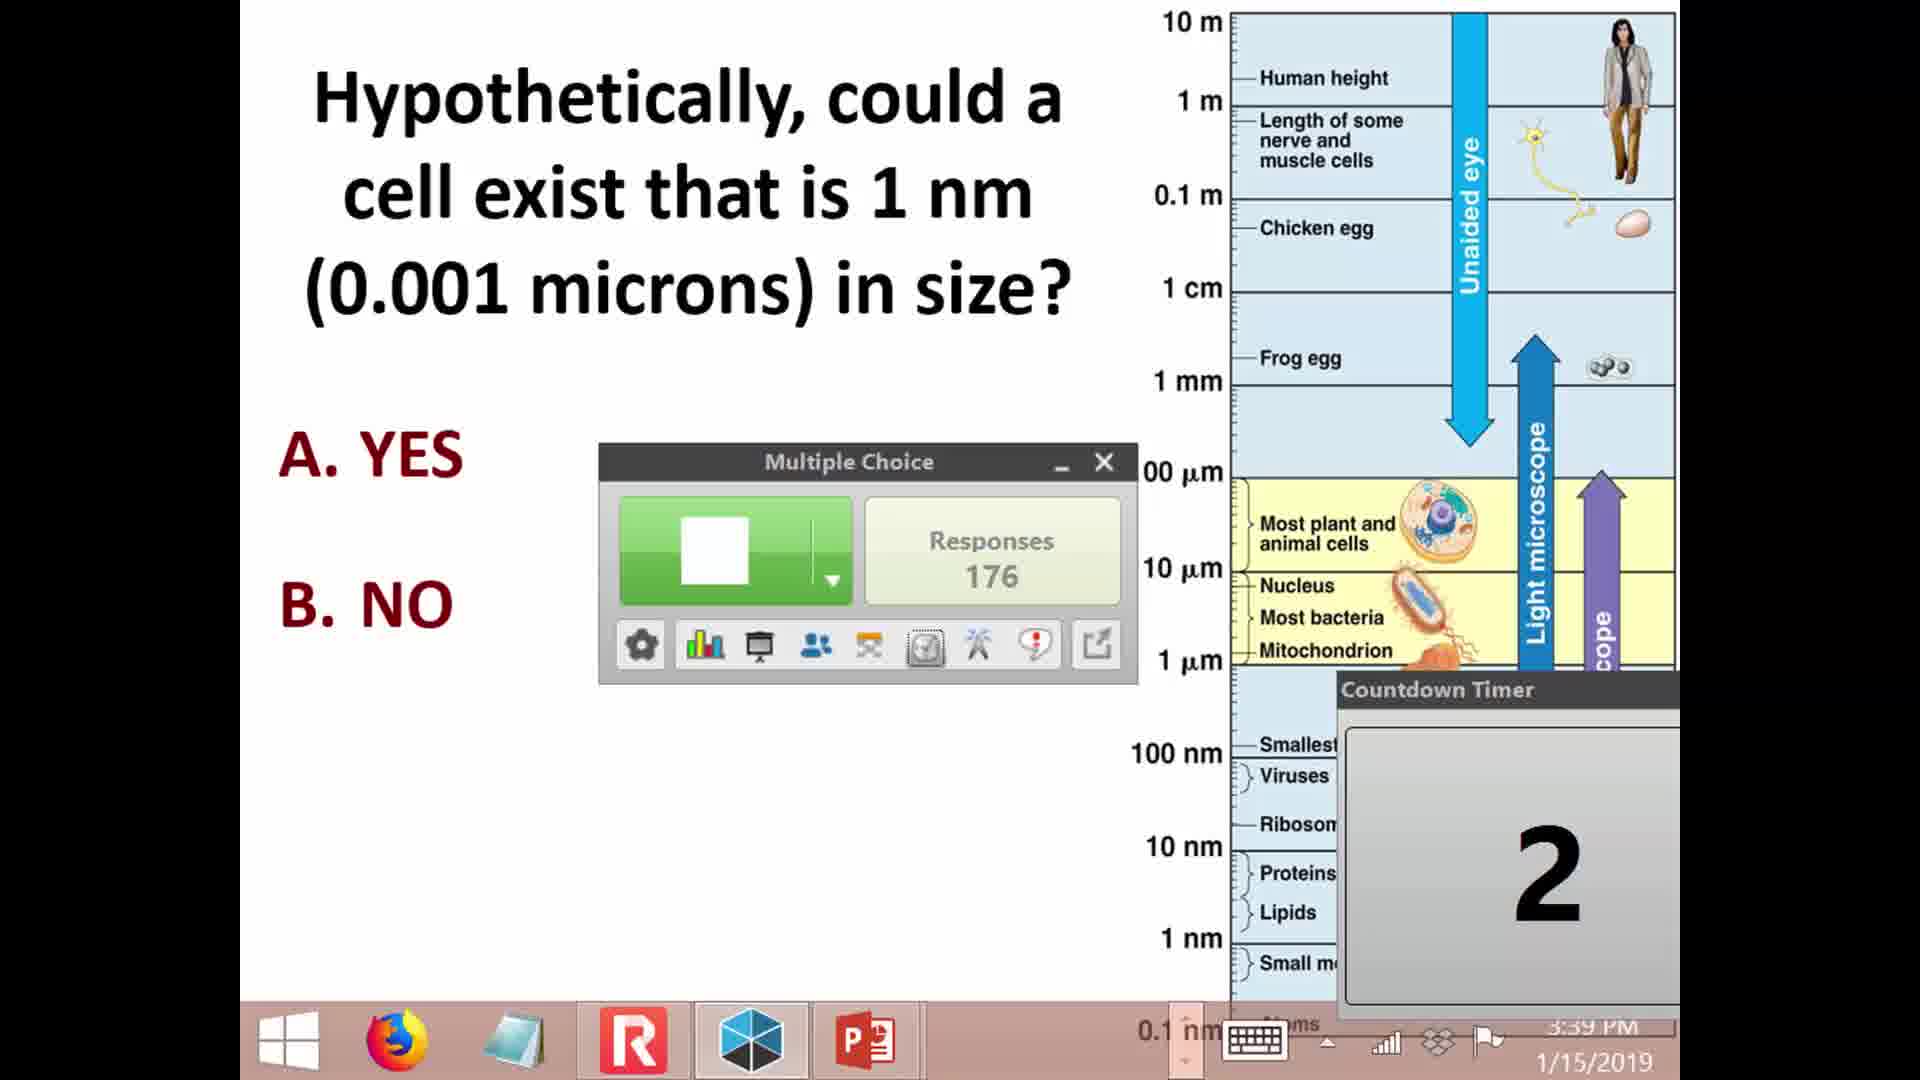 Hypothetically, could a
cell exist that is 1 nm
(0.001 microns) in size?
A. YES
B. NO
Multiple Choice
Responses
176
10 m
Human height
1 m
Length of some
nerve and
muscle cells
0.1 m
Chicken egg
1 cm
Frog egg
1 mm
00 µm
Most plant and
animal cells
10 µm
Nucleus
Most bacteria
Mitochondrion
1 µm
100 nm
Smallest
Viruses
10 nm
Proteins
Lipids
1 nm
Small
0.1 nm
Unaided eye
Light microscope
cope
Countdown Timer
2
3:39 PM
1/15/2019